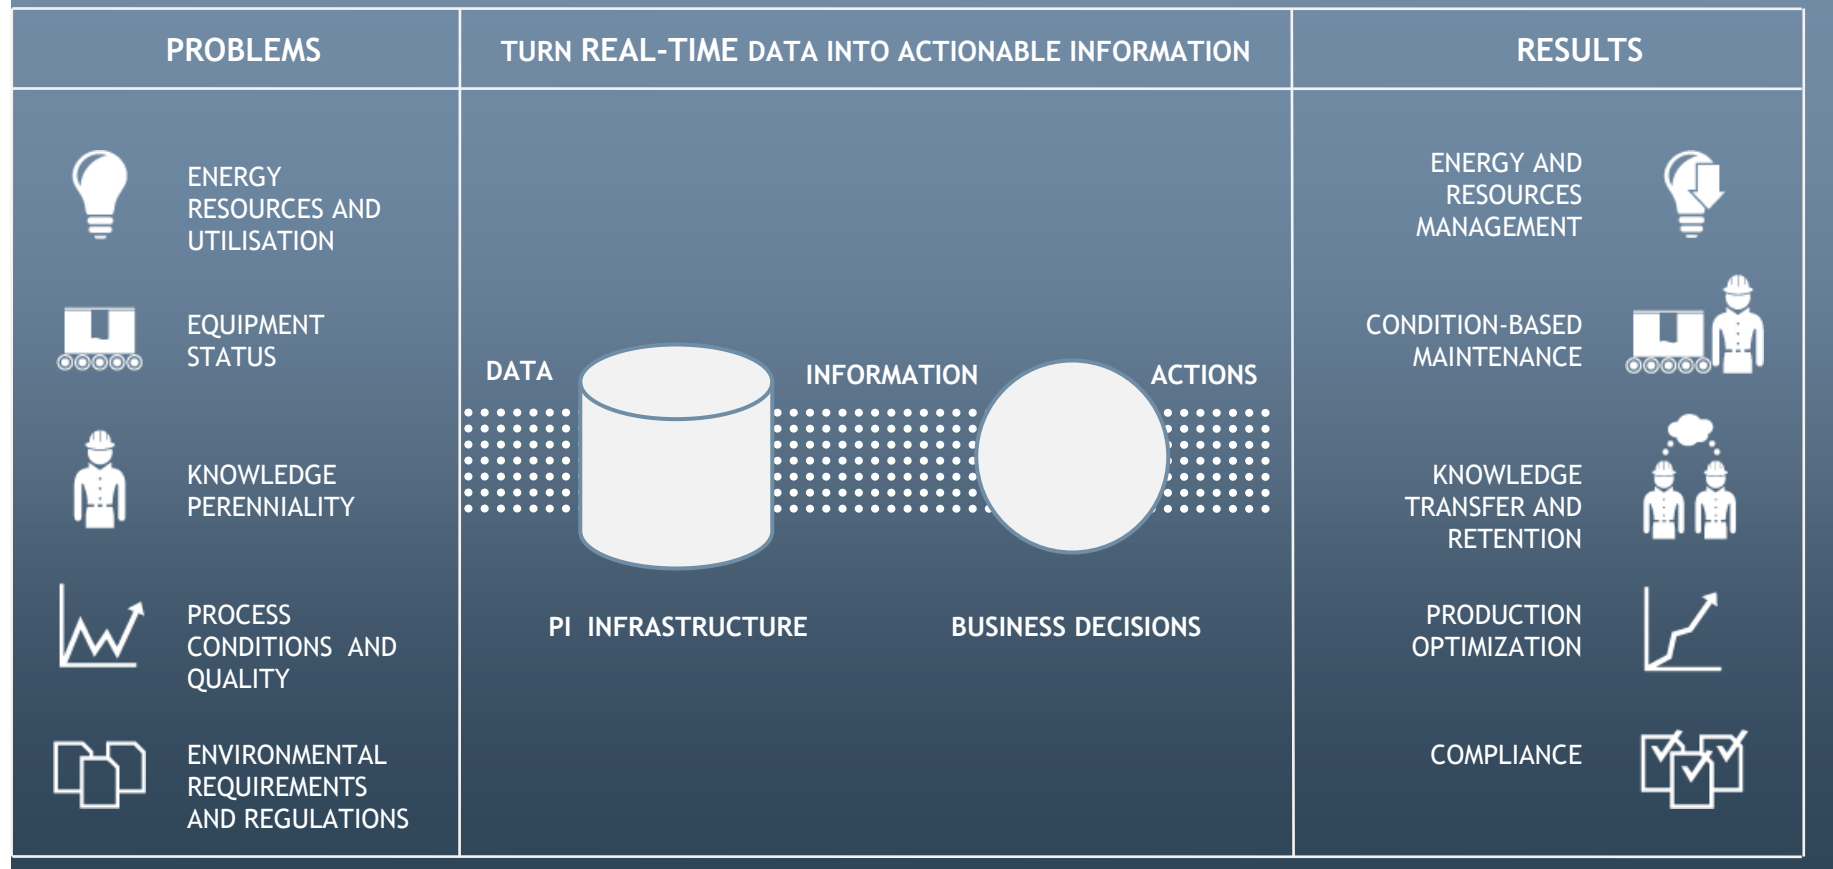 PROBLEMS
TURN REAL-TIME DATA INTO ACTIONABLE INFORMATION
RESULTS
ENERGY
RESOURCES AND
UTILISATION
EQUIPMENT
STATUS
KNOWLEDGE
PERENNIALITY
PROCESS
CONDITIONS AND
QUALITY
ENVIRONMENTAL
REQUIREMENTS
AND REGULATIONS
DATA
INFORMATION
ACTIONS
PI INFRASTRUCTURE
BUSINESS DECISIONS
ENERGY AND
RESOURCES
MANAGEMENT
CONDITION-BASED
MAINTENANCE
KNOWLEDGE
TRANSFER AND
RETENTION
PRODUCTION
OPTIMIZATION
COMPLIANCE